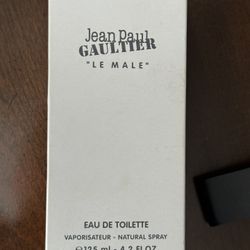 Jean Paul
GAULTIER
"LE MALE"
EAU DE TOILETTE
VAPORISATEUR - NATURAL SPRAY
℮125 ml - 4.2 FL.OZ